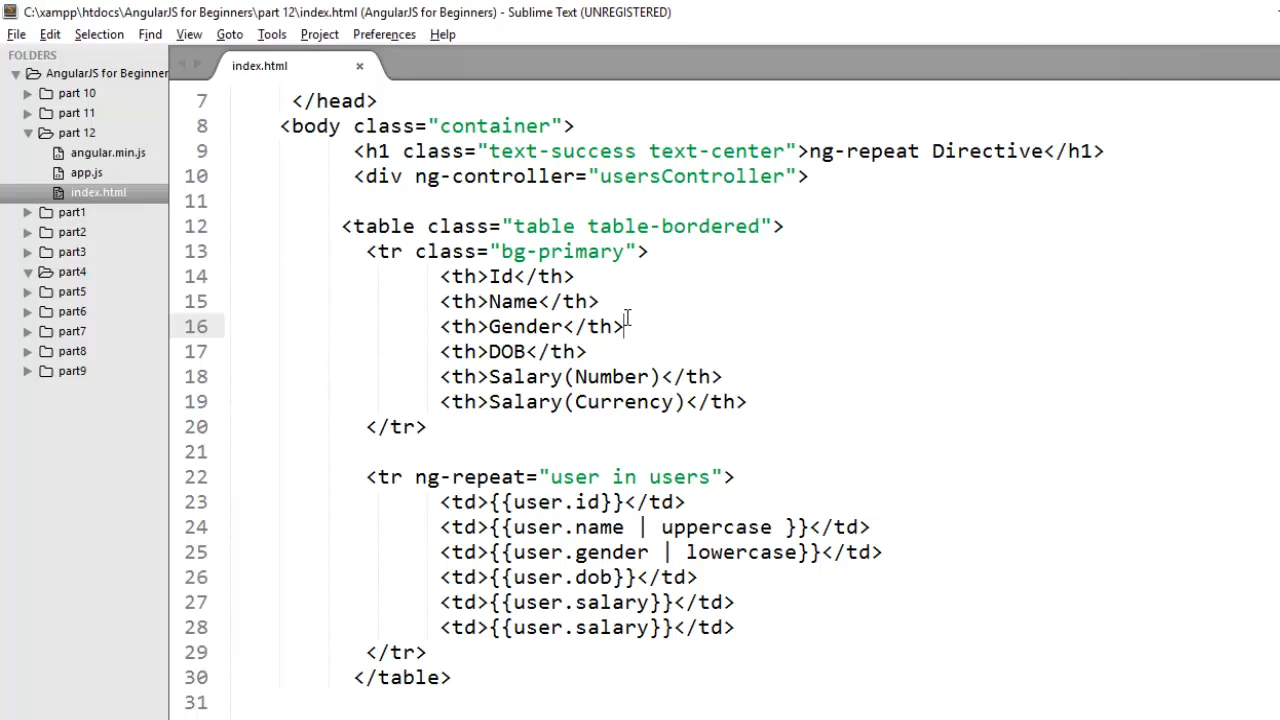 C:\xampp\htdocs\AngularJS for Beginners\part 12\index.html (AngularJS for Beginners) - Sublime Text (UNREGISTERED)
File Edit Selection Find View Goto Tools Project Preferences Help
FOLDERS
AngularJS for Beginner
part 10
part 11
part 12
angular.min.js
app.js
index.html
part1
part2
part3
part4
part5
part6
part7
part8
part9
index.html ×
7 </head>
8 <body class="container">
9 <h1 class="text-success text-center">ng-repeat Directive</h1>
10 <div ng-controller="usersController">
11
12 <table class="table table-bordered">
13 <tr class="bg-primary">
14 <th>Id</th>
15 <th>Name</th>
16 <th>Gender</th>
17 <th>DOB</th>
18 <th>Salary(Number)</th>
19 <th>Salary(Currency)</th>
20 </tr>
21
22 <tr ng-repeat="user in users">
23 <td>{{user.id}}</td>
24 <td>{{user.name | uppercase }}</td>
25 <td>{{user.gender | lowercase}}</td>
26 <td>{{user.dob}}</td>
27 <td>{{user.salary}}</td>
28 <td>{{user.salary}}</td>
29 </tr>
30 </table>
31